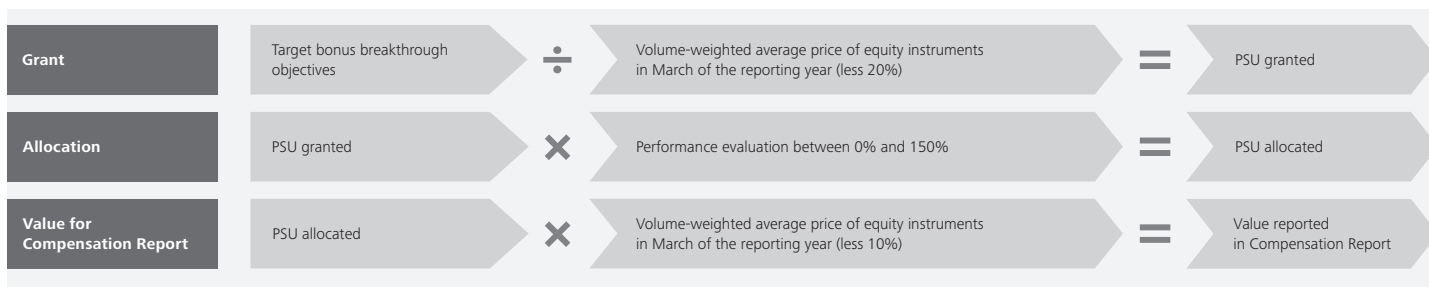 Grant
Target bonus breakthrough
objectives
÷
Volume-weighted average price of equity instruments
in March of the reporting year (less 20%)
=
PSU granted
Allocation
PSU granted
×
Performance evaluation between 0% and 150%
=
PSU allocated
Value for
Compensation Report
PSU allocated
×
Volume-weighted average price of equity instruments
in March of the reporting year (less 10%)
=
Value reported
in Compensation Report